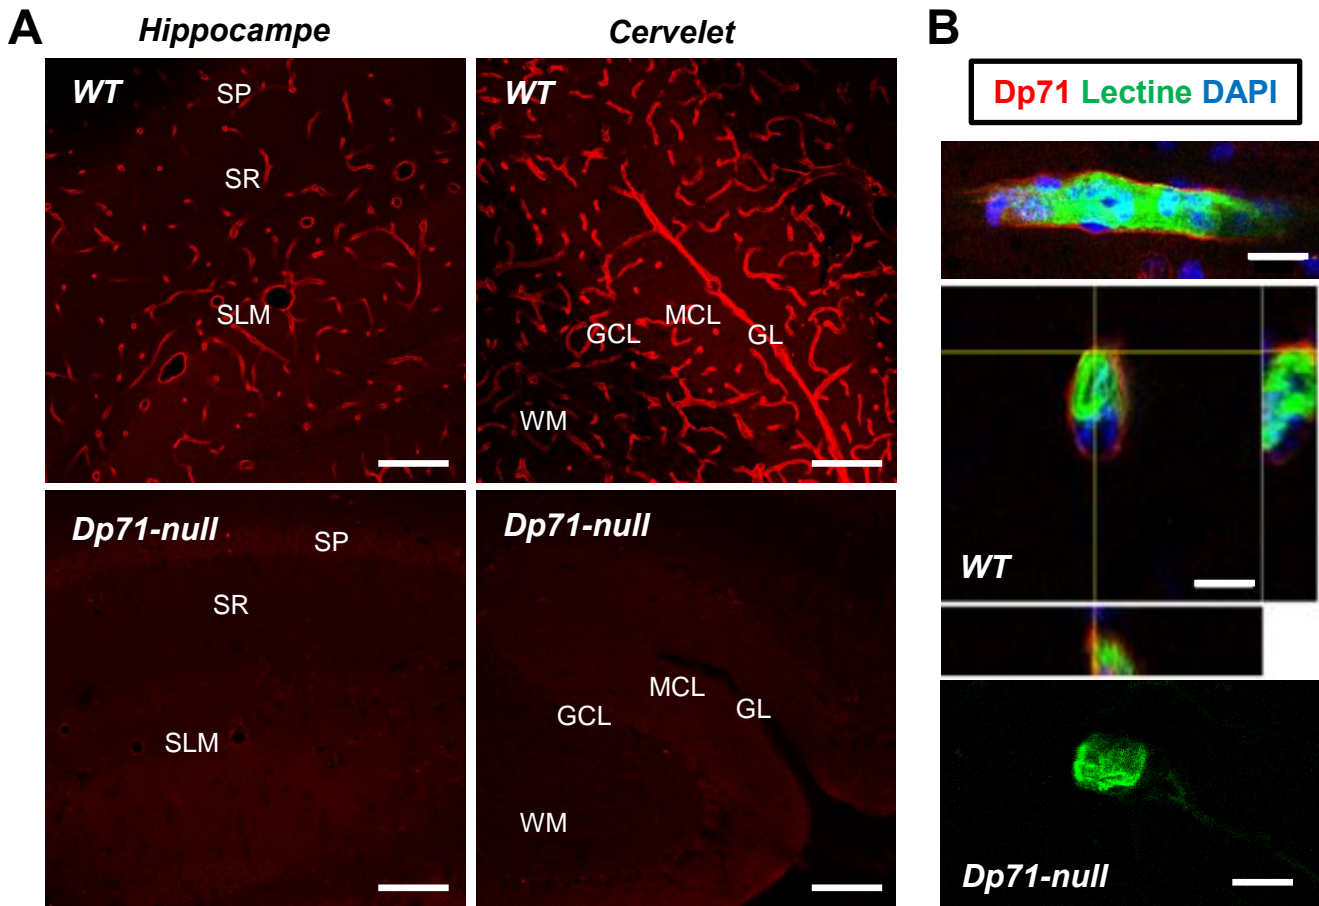 A
Hippocampe
Cervelet
WT
SP
SR
SLM
WT
GCL
MCL
GL
WM
Dp71-null
SP
SR
SLM
Dp71-null
MCL
GL
GCL
WM
B
Dp71 Lectine DAPI
WT
Dp71-null